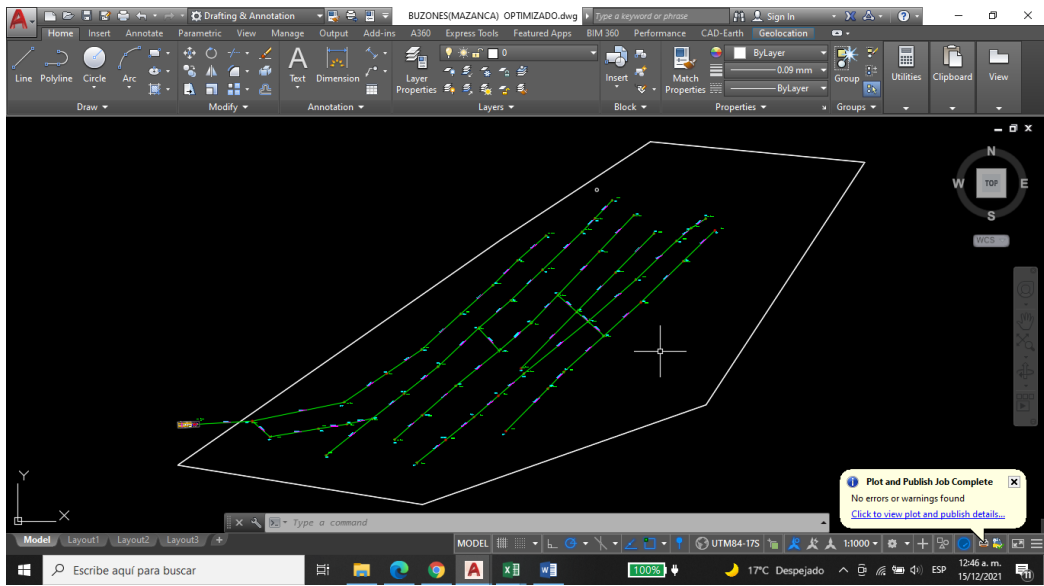 Drafting & Annotation
BUZONES(MAZANCA) OPTIMIZADO.dwg
Type a keyword or phrase
Sign In
Home Insert Annotate Parametric View Manage Output Add-ins A360 Express Tools Featured Apps BIM 360 Performance CAD-Earth Geolocation
Line Polyline Circle Arc
Text Dimension
Layer Properties
0
Insert
Match Properties
ByLayer
0.09 mm
ByLayer
Group
Utilities
Clipboard
View
Draw Modify Annotation Layers Block Properties Groups
N
W TOP E
S
WCS
Y
X
Plot and Publish Job Complete
No errors or warnings found
Click to view plot and publish details...
Type a command
Model Layout1 Layout2 Layout3 +
MODEL
UTM84-17S
1:1000
Escribe aquí para buscar
100%
17°C Despejado
ESP
12:46 a. m.
15/12/2021